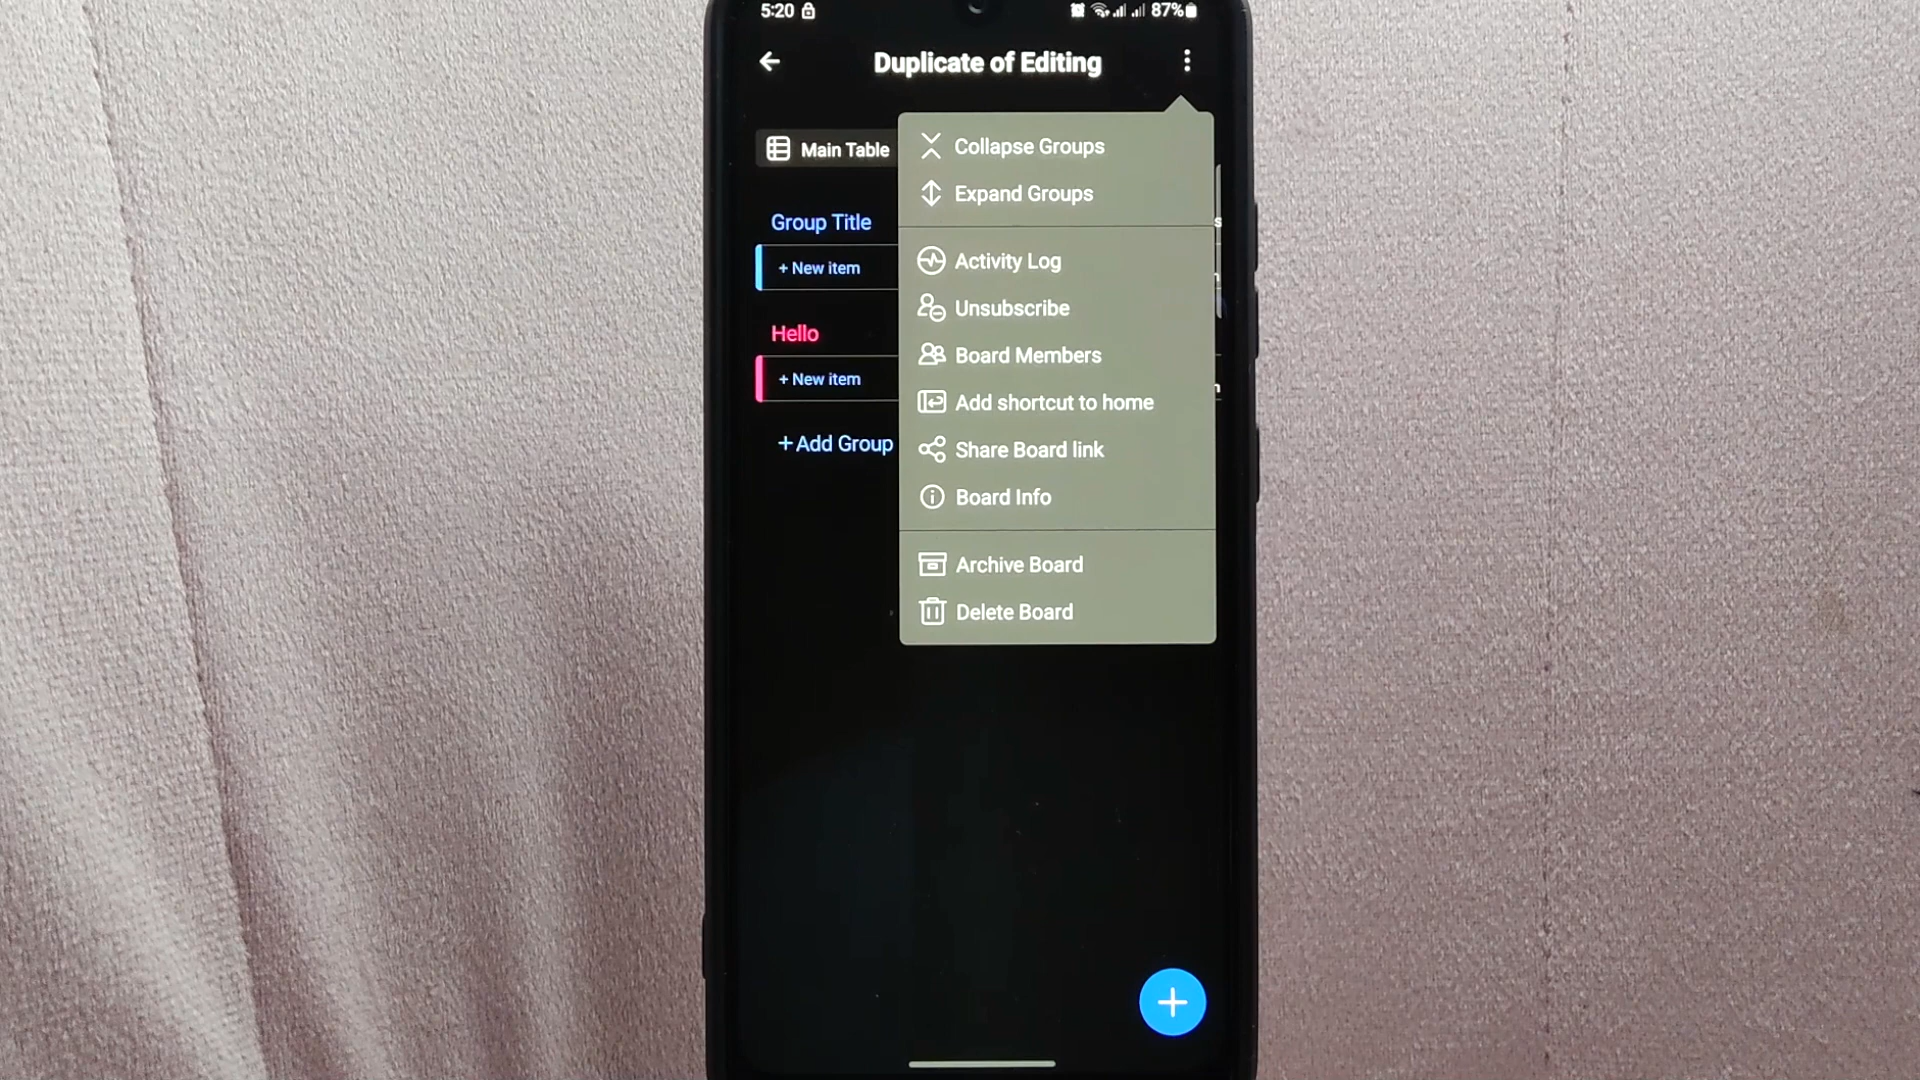 5:20
87%
Duplicate of Editing
Main Table
Collapse Groups
Expand Groups
Group Title
+ New item
Activity Log
Unsubscribe
Hello
Board Members
+ New item
Add shortcut to home
+ Add Group
Share Board link
Board Info
Archive Board
Delete Board